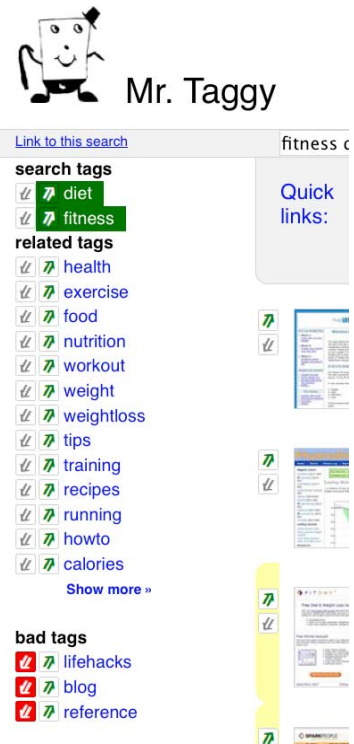 Mr. Taggy
Link to this search
fitness
search tags
diet
fitness
Quick
links:
related tags
health
exercise
food
nutrition
workout
weight
weightloss
tips
training
recipes
running
howto
calories
Show more »
bad tags
lifehacks
blog
reference